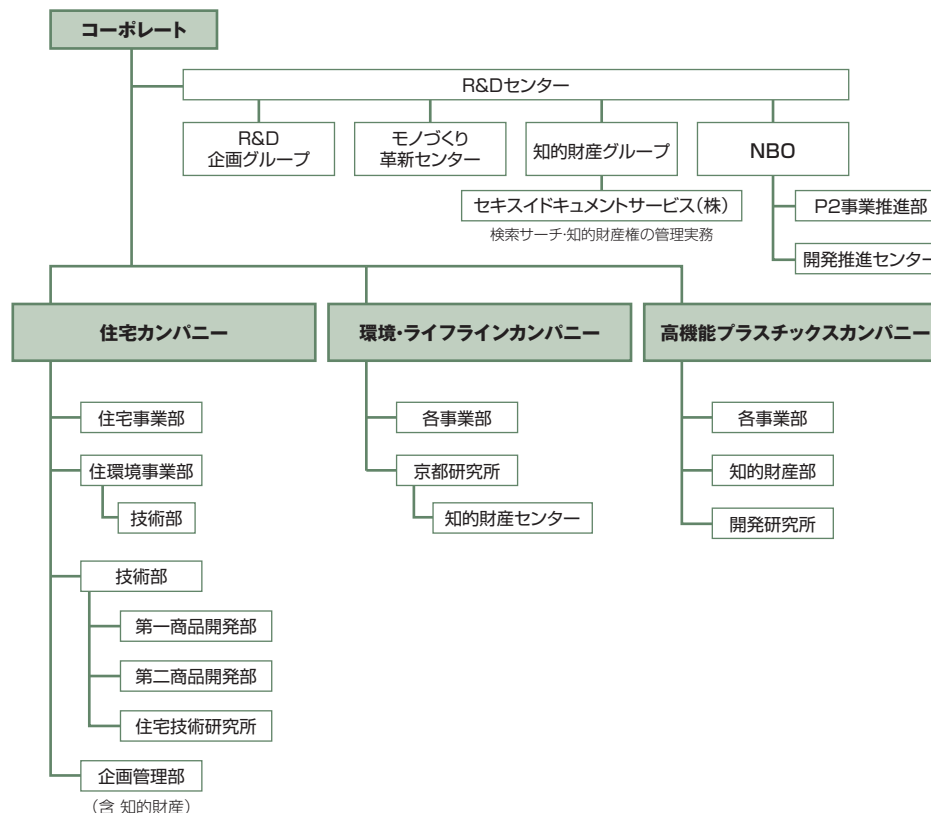 コーポレート
R&Dセンター
R&D
企画グループ
モノづくり
革新センター
知的財産グループ
NBO
セキスイドキュメントサービス(株)
検索サーチ・知的財産権の管理実務
P2事業推進部
開発推進センター
住宅カンパニー
環境・ライフラインカンパニー
高機能プラスチックスカンパニー
住宅事業部
住環境事業部
技術部
技術部
第一商品開発部
第二商品開発部
住宅技術研究所
企画管理部
(含 知的財産)
各事業部
京都研究所
知的財産センター
各事業部
知的財産部
開発研究所